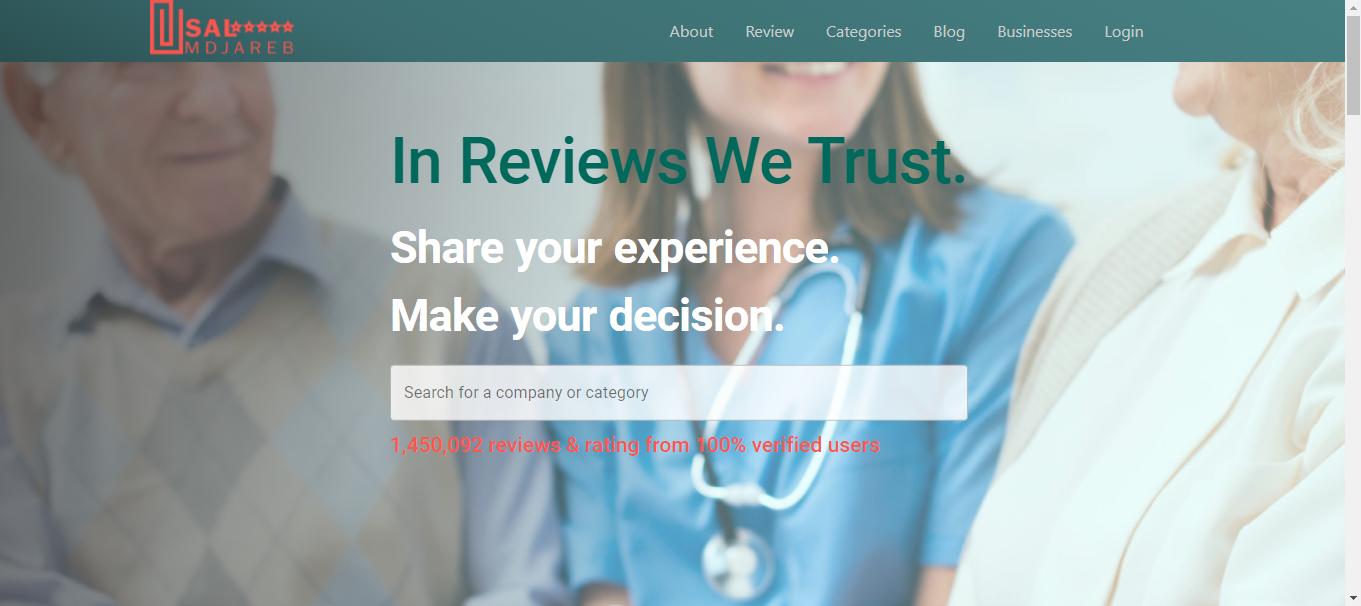 SAL
MDJAREB
About
Review
Categories
Blog
Businesses
Login
In Reviews We Trust.
Share your experience.
Make your decision.
Search for a company or category
1,450,092 reviews & rating from 100% verified users